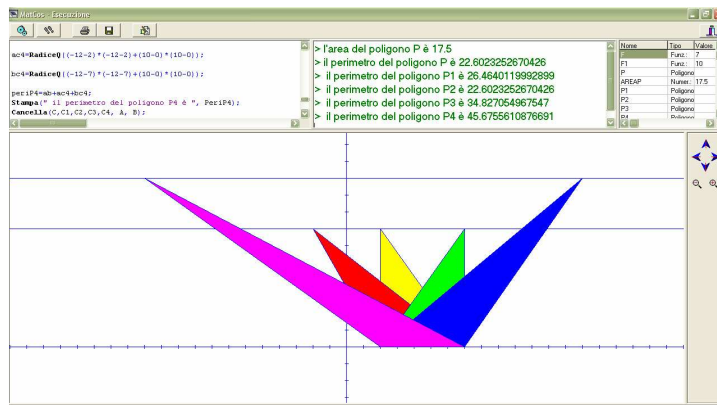 MatCos - Esecuzione
ac4=RadiceQ((-12-2)*(-12-2)+(10-0)*(10-0));
bc4=RadiceQ((-12-7)*(-12-7)+(10-0)*(10-0));
periP4=ab+ac4+bc4;
Stampa(" il perimetro del poligono P4 è ", PeriP4);
Cancella(C,C1,C2,C3,C4, A, B);
> l'area del poligono P è 17.5
> il perimetro del poligono P è 22.6023252670426
> il perimetro del poligono P1 è 26.4640119992899
> il perimetro del poligono P2 è 22.6023252670426
> il perimetro del poligono P3 è 34.827054967547
> il perimetro del poligono P4 è 45.6755610876691
Nome Tipo Valore
F Funz.: 7
F1 Funz.: 10
P Poligono
AREAP Numer.: 17.5
P1 Poligono
P2 Poligono
P3 Poligono
P4 Poligono